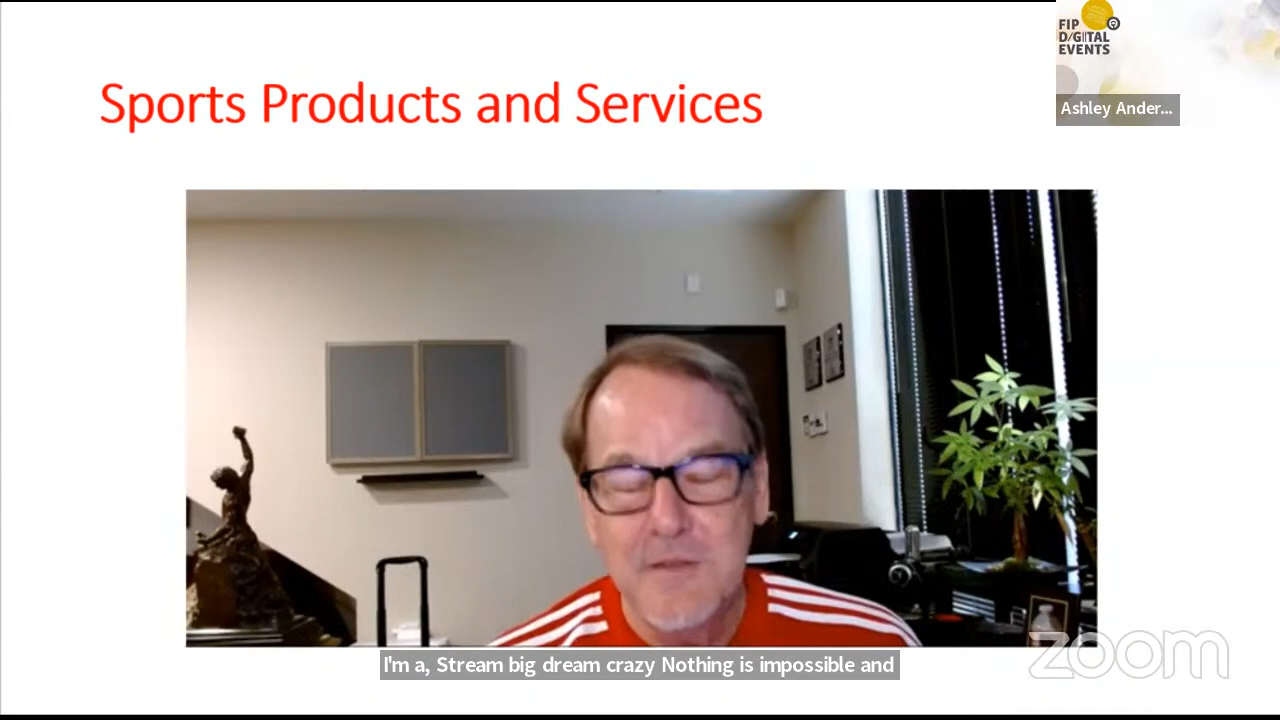 FIP
DIGITAL
EVENTS
Ashley Ander...
Sports Products and Services
I'm a, Stream big dream crazy Nothing is impossible and
zoom